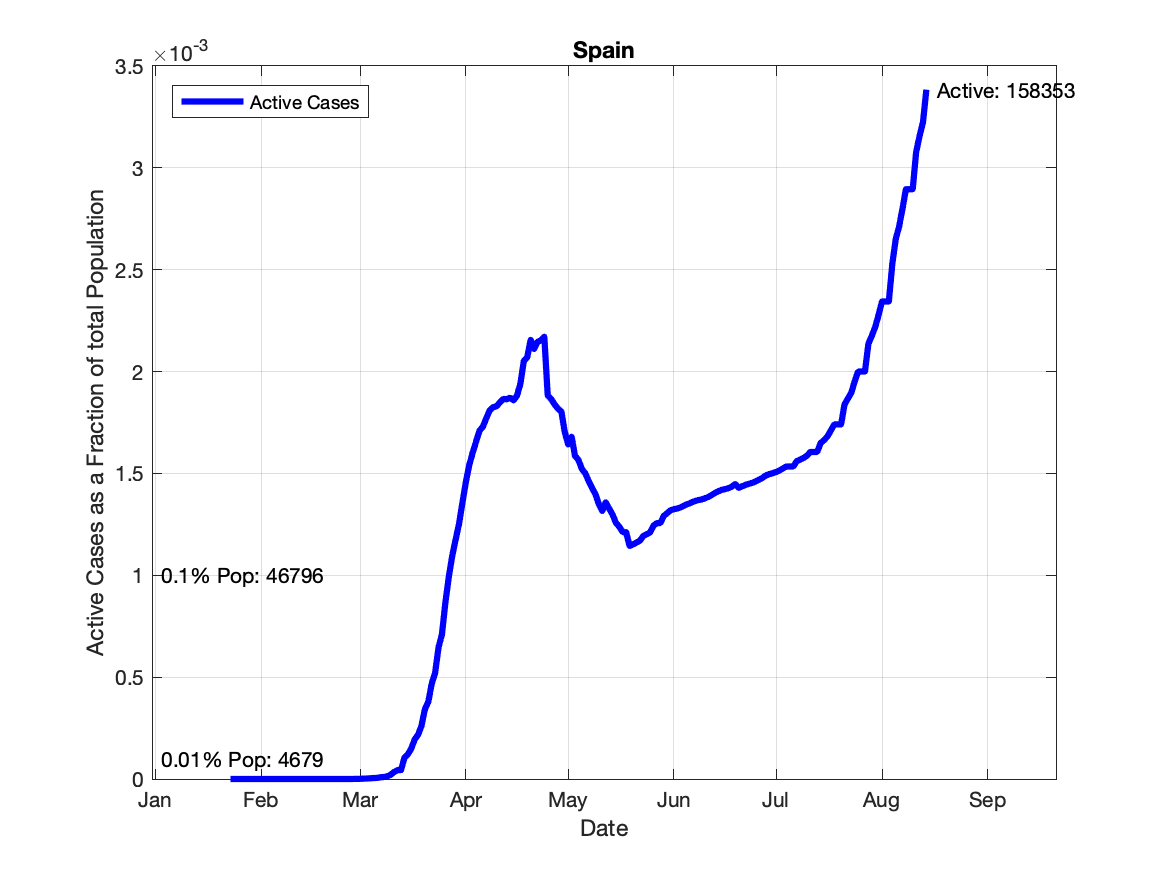 Spain
×10-3
3.5
3
2.5
2
1.5
1
0.5
0
Active Cases as a Fraction of total Population
Active Cases
Active: 158353
0.1% Pop: 46796
0.01% Pop: 4679
Jan Feb Mar Apr May Jun Jul Aug Sep
Date